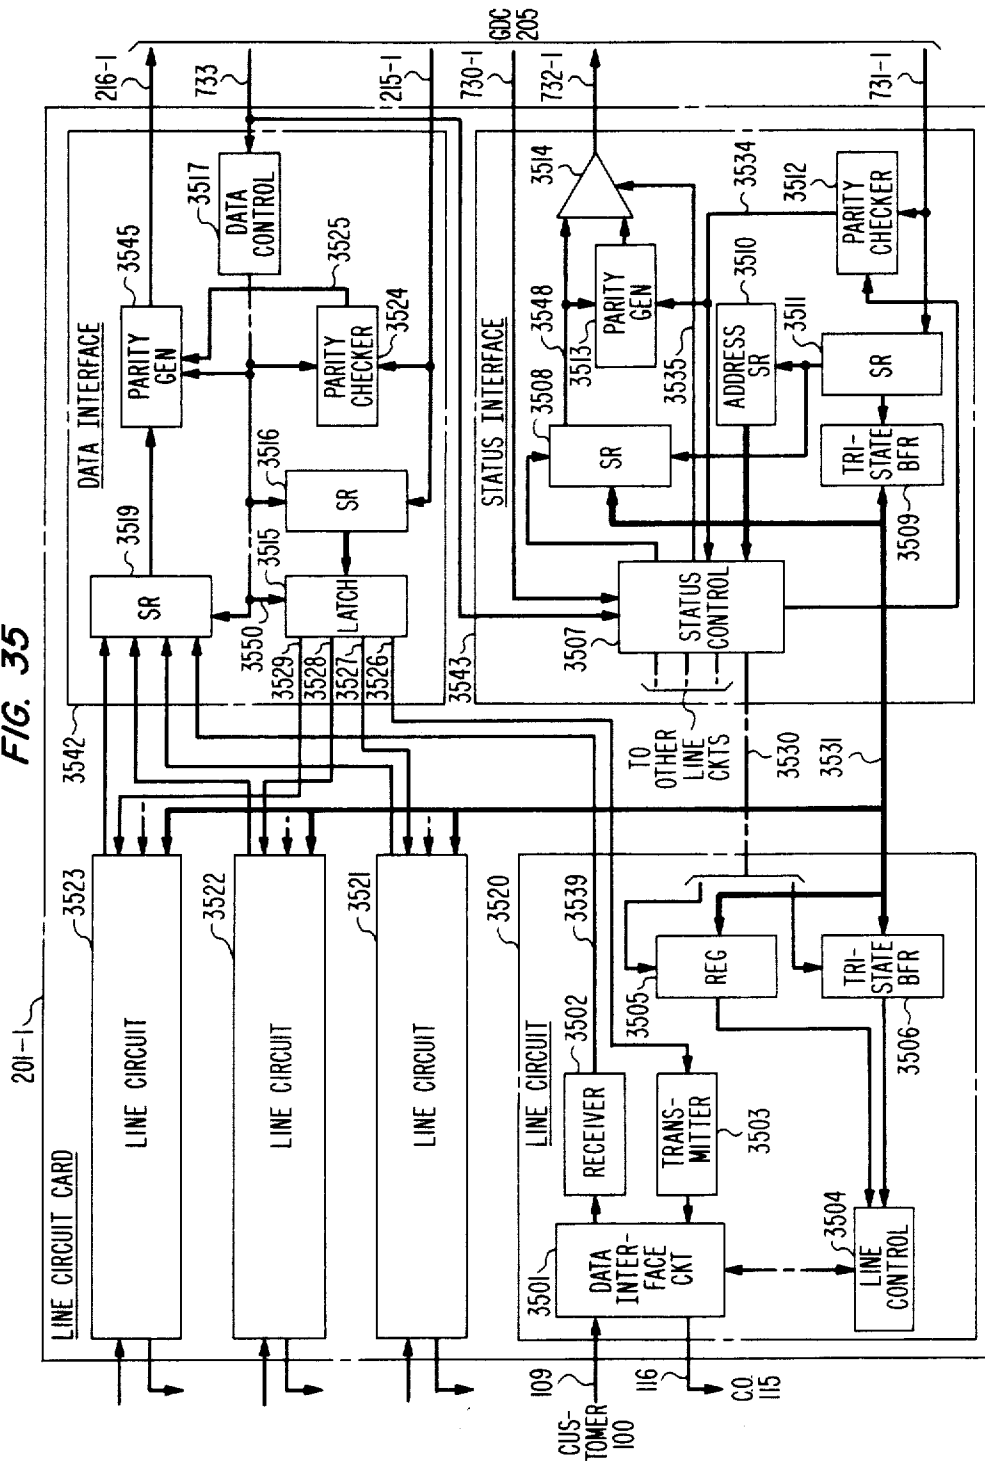 FIG. 35
201-1
LINE CIRCUIT CARD
3523
LINE CIRCUIT
3522
LINE CIRCUIT
3521
LINE CIRCUIT
3542
DATA INTERFACE
3519
SR
3545
PARITY
GEN
216-1
733
215-1
3517
DATA
CONTROL
3525
3524
PARITY
CHECKER
3516
SR
3515
LATCH
3550
3529
3528
3527
3526
GDC
205
730-1
732-1
731-1
3543
STATUS INTERFACE
3507
STATUS
CONTROL
3508
SR
3548
3513
PARITY
GEN
3514
3535
3534
3512
PARITY
CHECKER
3510
ADDRESS
SR
3511
SR
TRI-
STATE
BFR
3509
TO
OTHER
LINE
CKTS
3530
3531
3520
LINE CIRCUIT
3539
3502
RECEIVER
TRANS-
MITTER
3503
3501
DATA
INTER-
FACE
CKT
3505
REG
TRI-
STATE
BFR
3506
3504
LINE
CONTROL
109
CUS-
TOMER
100
116
C.O.
115